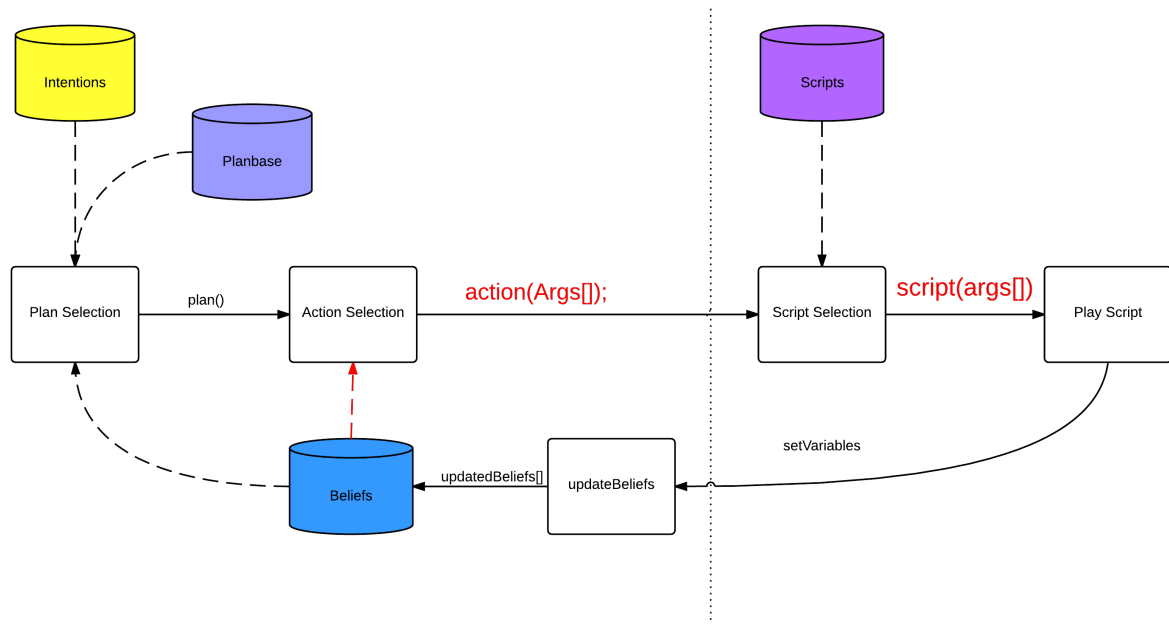 Intentions
Scripts
Planbase
Plan Selection
plan()
Action Selection
action(Args[]);
Script Selection
script(args[])
Play Script
setVariables
Beliefs
updatedBeliefs[]
updateBeliefs